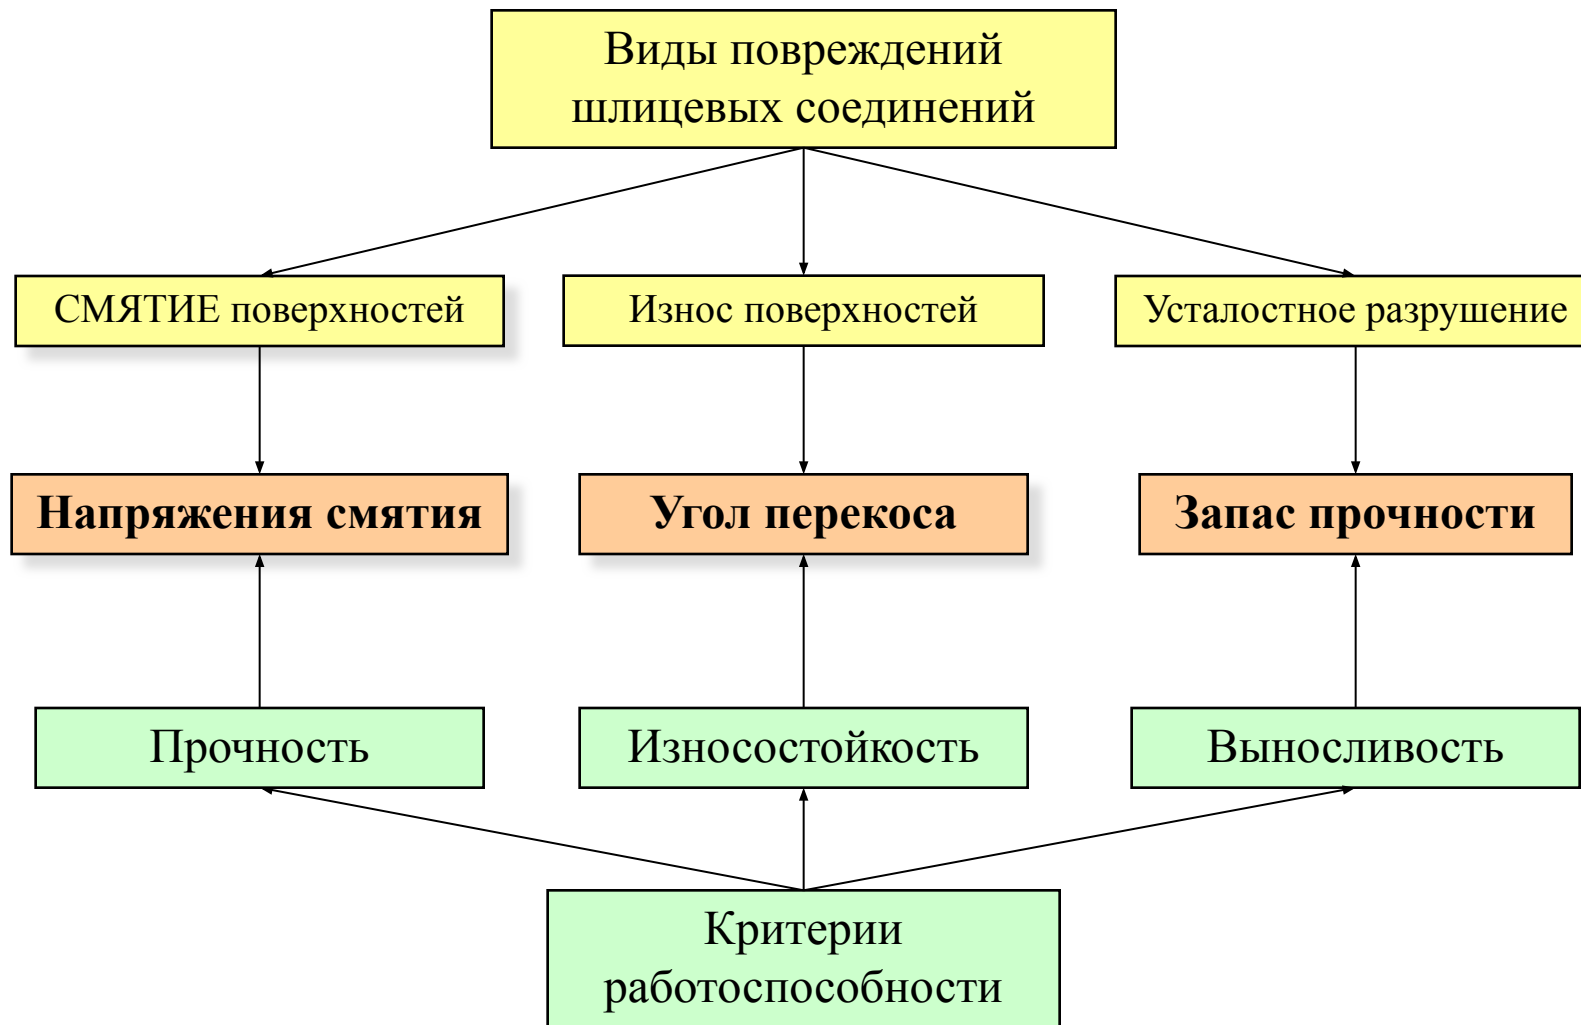 Виды повреждений
шлицевых соединений
СМЯТИЕ поверхностей
Износ поверхностей
Усталостное разрушение
Напряжения смятия
Угол перекоса
Запас прочности
Прочность
Износостойкость
Выносливость
Критерии
работоспособности